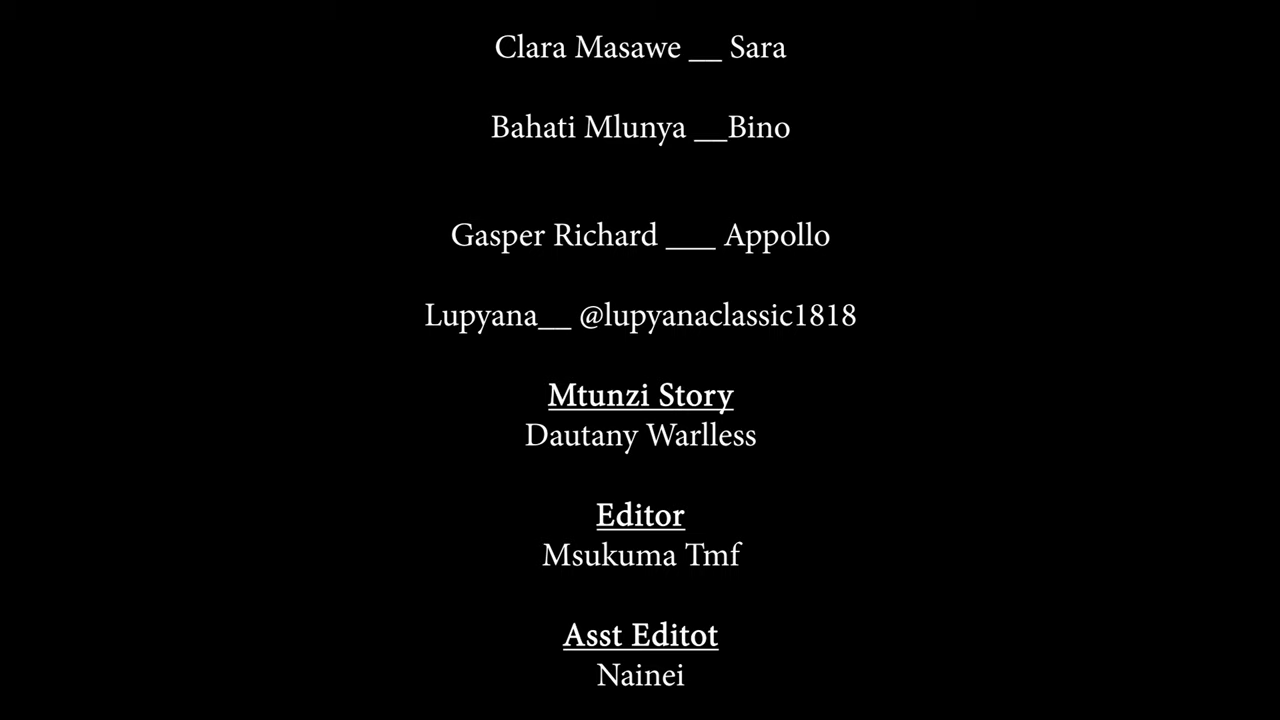 Clara Masawe __ Sara
Bahati Mlunya __Bino
Gasper Richard ___ Appollo
Lupyana__ @lupyanaclassic1818
Mtunzi Story
Dautany Warlless
Editor
Msukuma Tmf
Asst Editot
Nainei